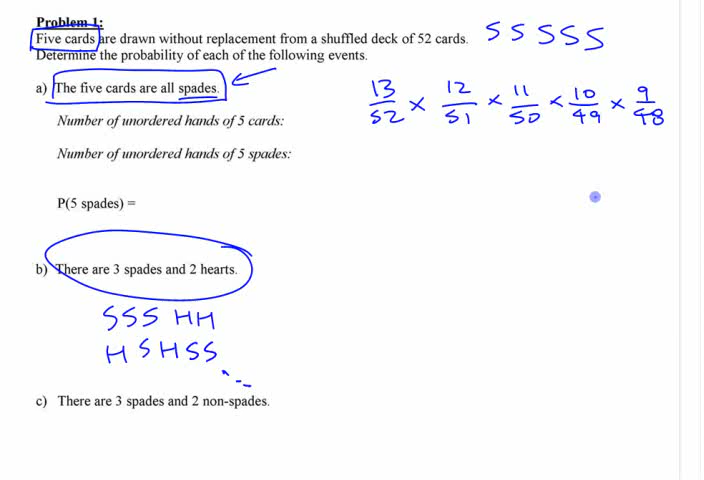 Problem 1:
Five cards are drawn without replacement from a shuffled deck of 52 cards. S S S S S
Determine the probability of each of the following events.
a) The five cards are all spades.
13/52 × 12/51 × 11/50 × 10/49 × 9/48
Number of unordered hands of 5 cards:
Number of unordered hands of 5 spades:
P(5 spades) =
b) There are 3 spades and 2 hearts.
SSS HH
H S H S S
c) There are 3 spades and 2 non-spades.